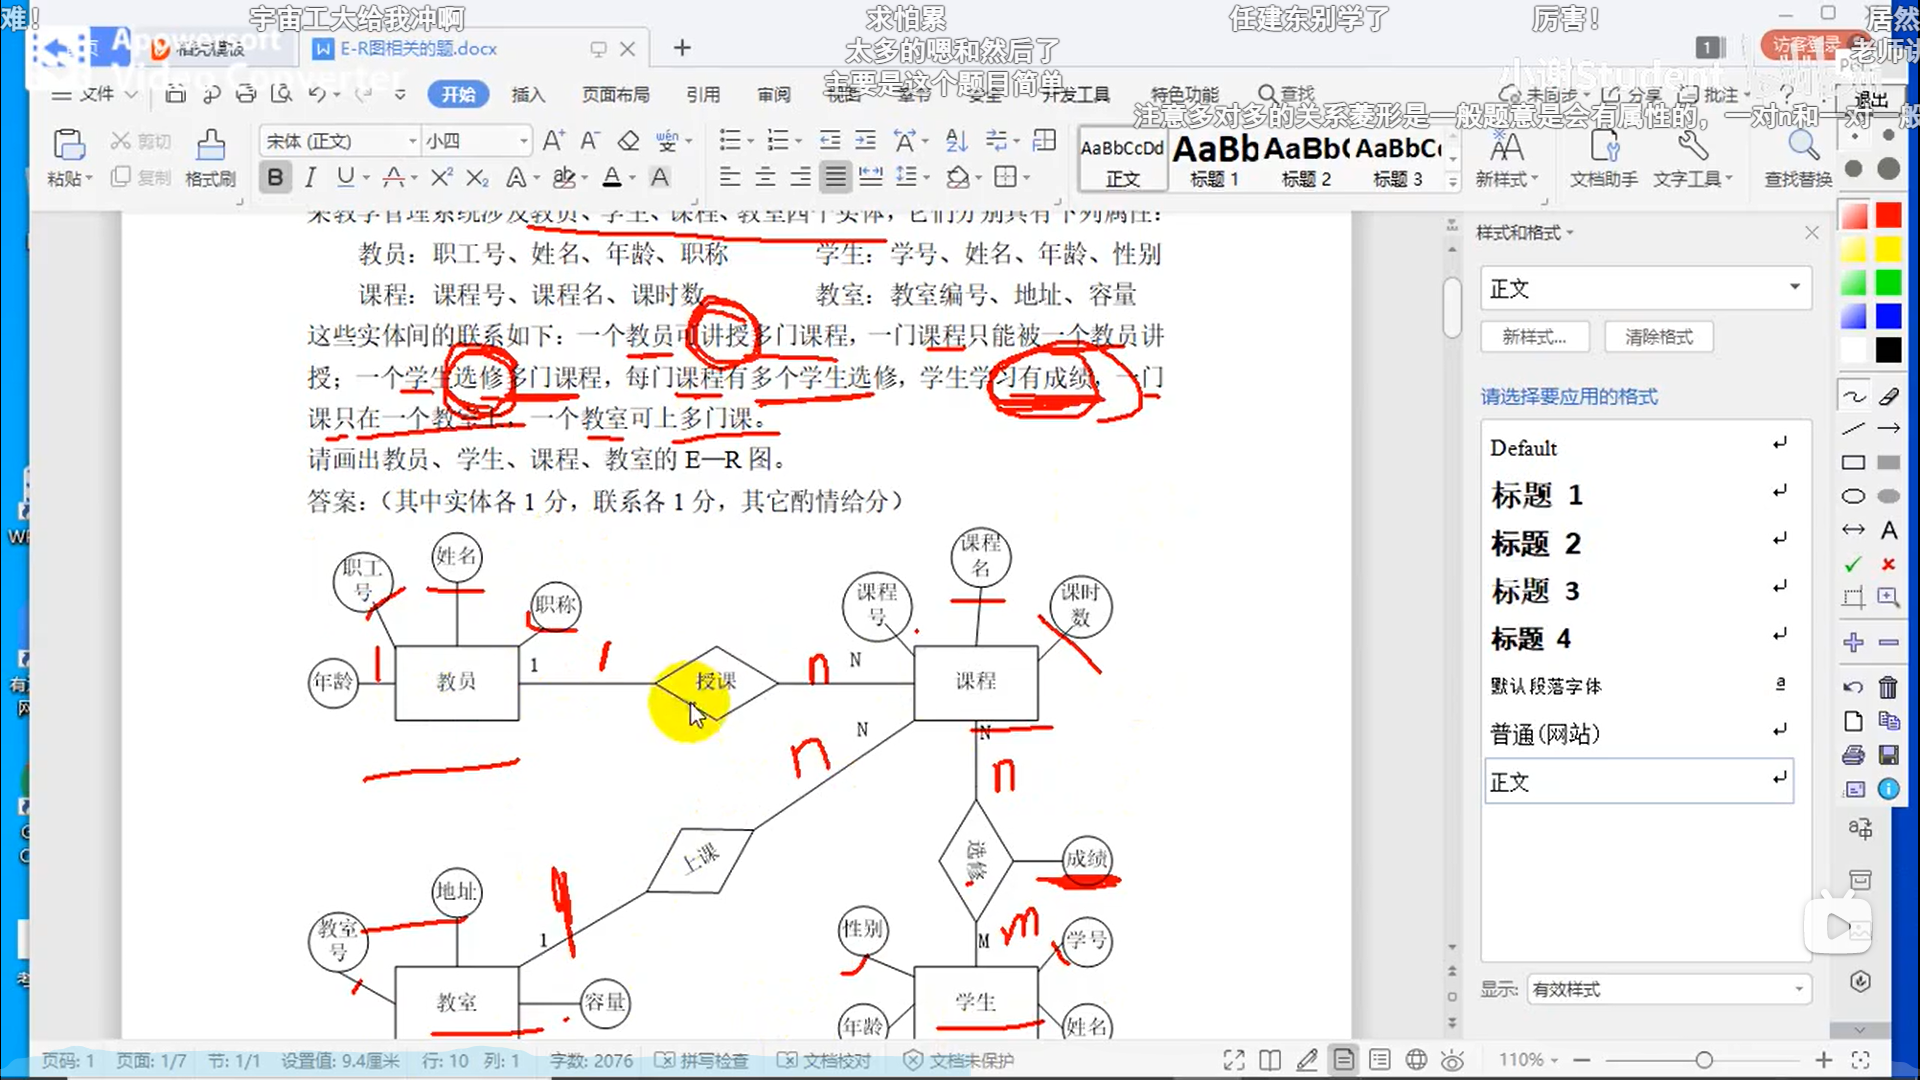 难！ 宇宙工大给我冲啊 求怕累 任建东别学了 厉害！ 居然
太多的嗯和然后了 老师讲
主要是这个题目简单
注意多对多的关系菱形是一般题意是会有属性的，一对n和一对一般
Apowersoft
Video Converter
小谢Student
E-R图相关的题.docx
1 访客登录
文件 开始 插入 页面布局 引用 审阅 视图 章节 安全 开发工具 特色功能 查找 未同步 分享 批注 退出
粘贴 剪切 复制 格式刷 宋体 (正文) 小四
AaBbCcDd 正文 AaBb 标题 1 AaBb( 标题 2 AaBbC 标题 3 新样式 文档助手 文字工具 查找替换
某教学管理系统涉及教员、学生、课程、教室四个实体，它们分别具有下列属性：
教员：职工号、姓名、年龄、职称 学生：学号、姓名、年龄、性别
课程：课程号、课程名、课时数 教室：教室编号、地址、容量
这些实体间的联系如下：一个教员可讲授多门课程，一门课程只能被一个教员讲
授；一个学生选修多门课程，每门课程有多个学生选修，学生学习有成绩，一门
课只在一个教室上，一个教室可上多门课。
请画出教员、学生、课程、教室的 E—R 图。
答案：（其中实体各 1 分，联系各 1 分，其它酌情给分）
职工号 姓名 职称 年龄 教员
1 授课 N n
课程号 课程名 课时数 课程
N n 上课 1
N n 选修 成绩 M m
教室号 地址 教室 容量
性别 学号 年龄 学生 姓名
样式和格式
正文
新样式... 清除格式
请选择要应用的格式
Default
标题 1
标题 2
标题 3
标题 4
默认段落字体 a
普通(网站)
正文
显示: 有效样式
页码: 1 页面: 1/7 节: 1/1 设置值: 9.4厘米 行: 10 列: 1 字数: 2076 拼写检查 文档校对 文档未保护 110%